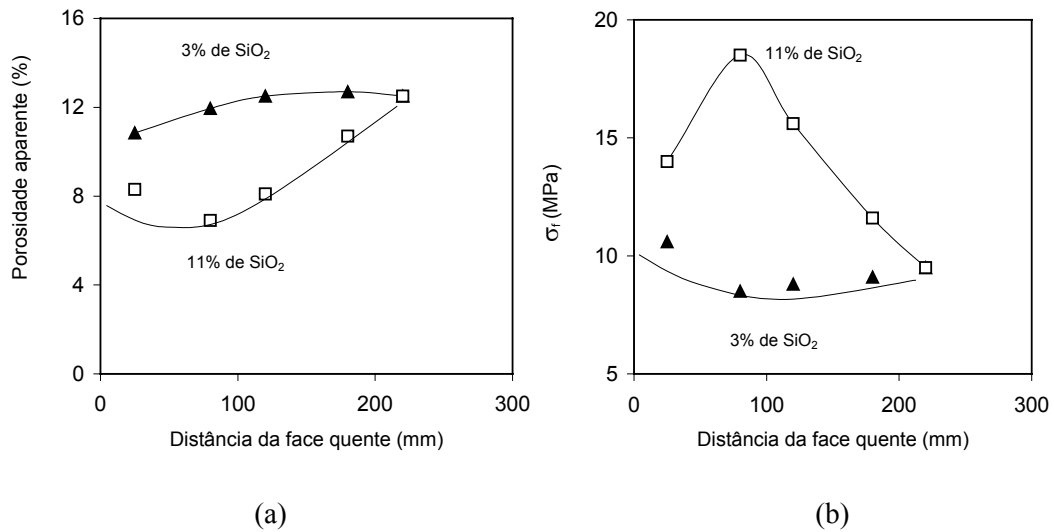 16
12
8
4
0
0
100
200
300
Porosidade aparente (%)
3% de SiO₂
11% de SiO₂
Distância da face quente (mm)
(a)
20
15
10
5
0
100
200
300
σf (MPa)
11% de SiO₂
3% de SiO₂
Distância da face quente (mm)
(b)